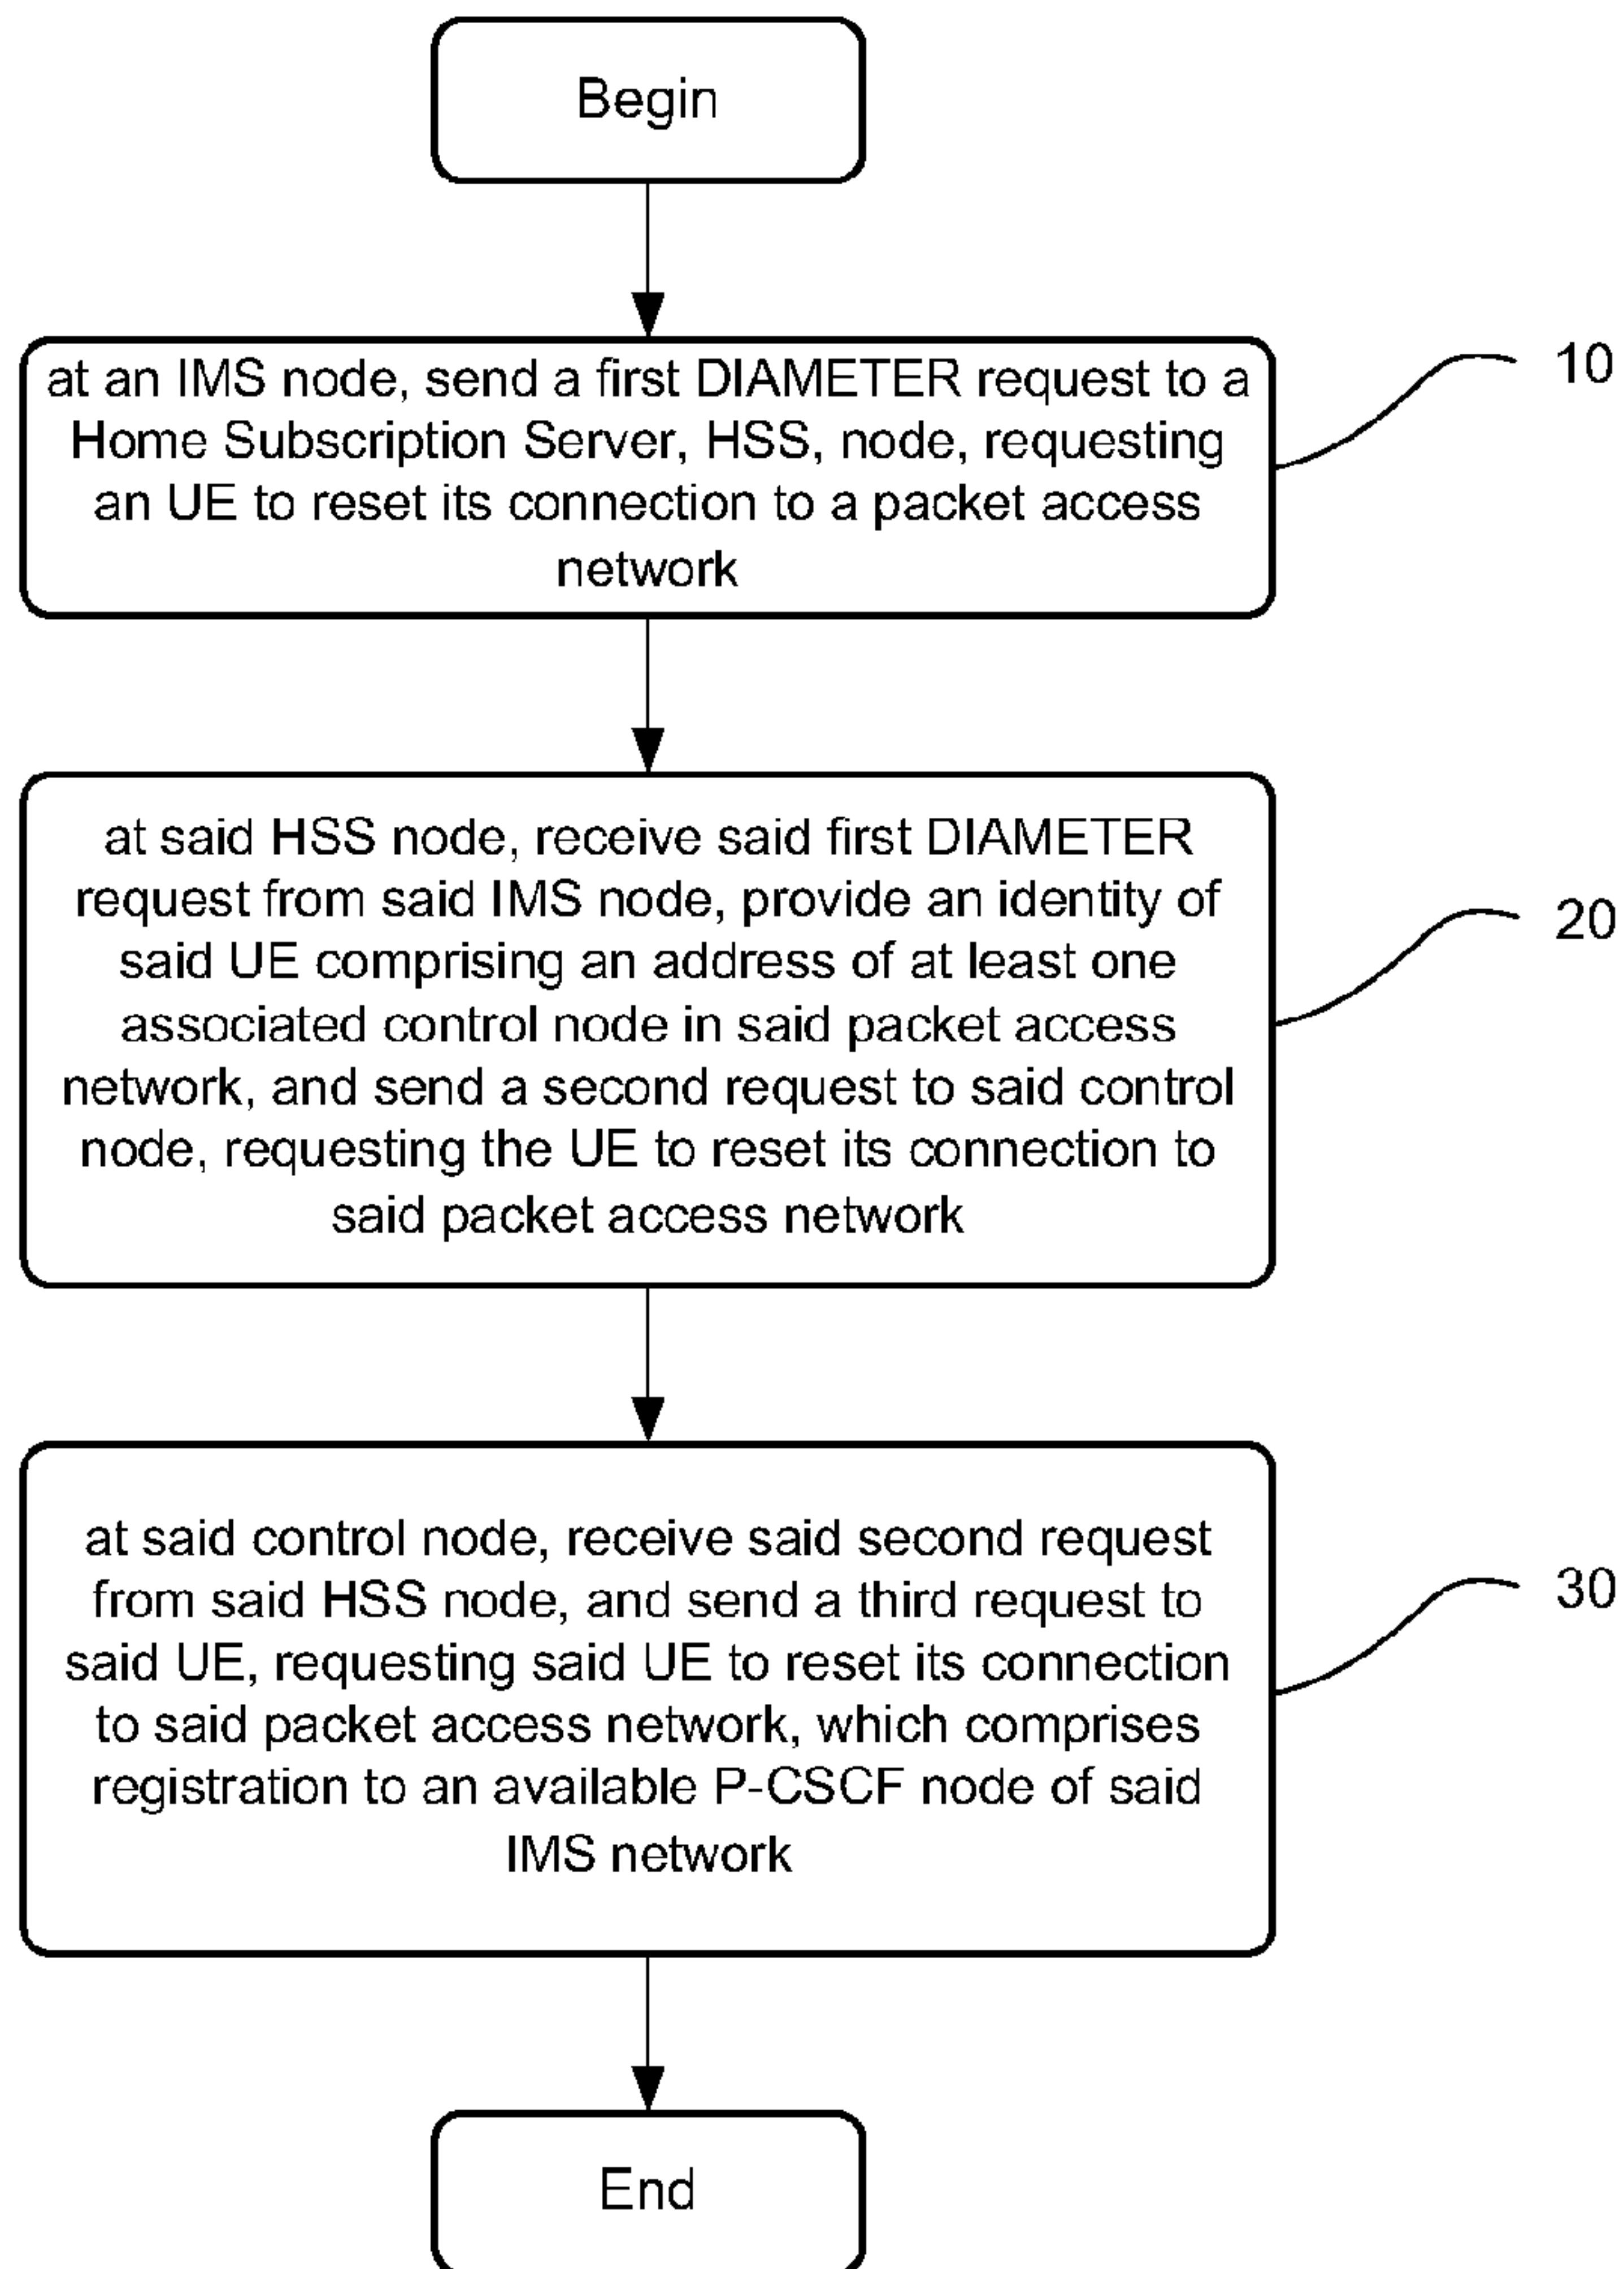 Begin
at an IMS node, send a first DIAMETER request to a
Home Subscription Server, HSS, node, requesting
an UE to reset its connection to a packet access
network
10
at said HSS node, receive said first DIAMETER
request from said IMS node, provide an identity of
said UE comprising an address of at least one
associated control node in said packet access
network, and send a second request to said control
node, requesting the UE to reset its connection to
said packet access network
20
at said control node, receive said second request
from said HSS node, and send a third request to
said UE, requesting said UE to reset its connection
to said packet access network, which comprises
registration to an available P-CSCF node of said
IMS network
30
End